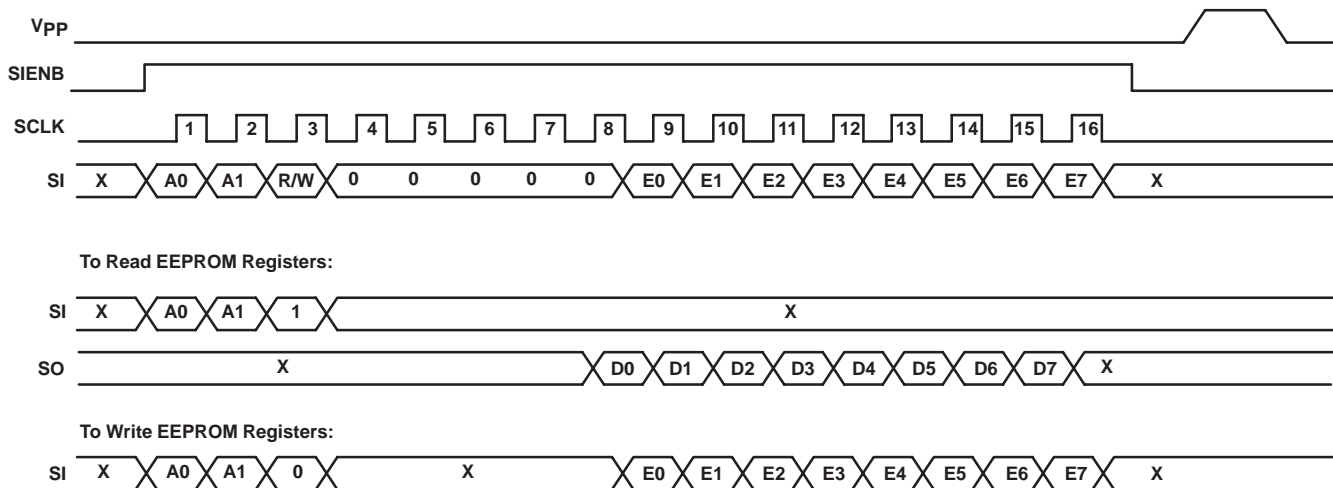 VPP
SIENB
SCLK 1 2 3 4 5 6 7 8 9 10 11 12 13 14 15 16
SI X A0 A1 R/W 0 0 0 0 0 E0 E1 E2 E3 E4 E5 E6 E7 X
To Read EEPROM Registers:
SI X A0 A1 1 X
SO X D0 D1 D2 D3 D4 D5 D6 D7 X
To Write EEPROM Registers:
SI X A0 A1 0 X E0 E1 E2 E3 E4 E5 E6 E7 X